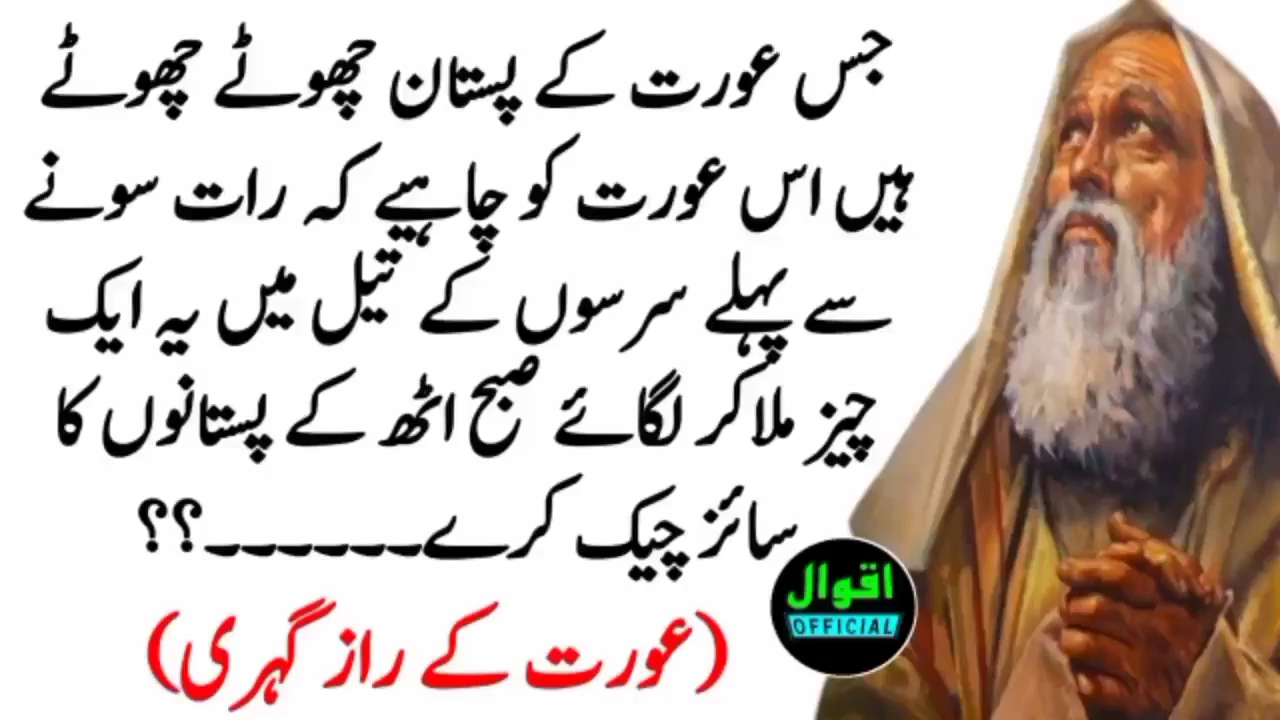 جس عورت کے پستان چھوٹے چھوٹے
ہیں اس عورت کو چاہیے کہ رات سونے
سے پہلے سرسوں کے تیل میں یہ ایک
چیز ملا کر لگائے صبح اٹھ کے پستانوں کا
سائز چیک کرے۔۔۔۔۔۔؟؟
(عورت کے راز گہری)
اقوال
OFFICIAL